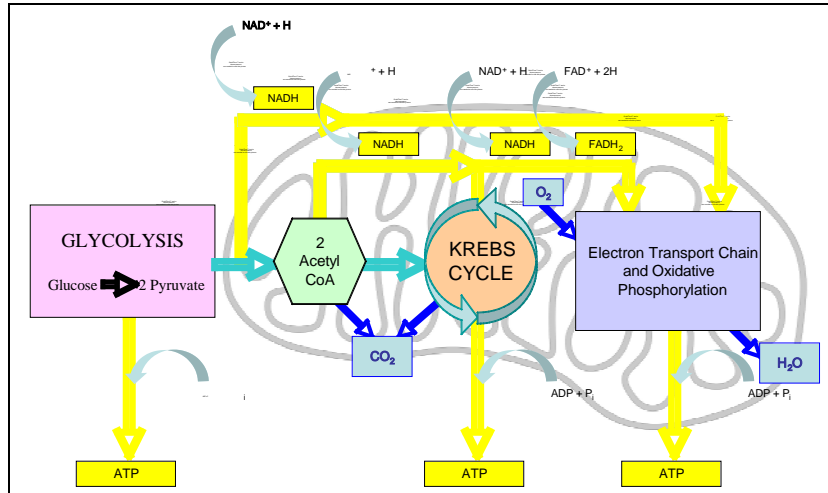 NAD⁺ + H
⁺ + H
NAD⁺ + H
FAD⁺ + 2H
NADH
NADH
NADH
FADH₂
O₂
GLYCOLYSIS
Glucose
2 Pyruvate
2
Acetyl
CoA
KREBS
CYCLE
Electron Transport Chain
and Oxidative
Phosphorylation
CO₂
H₂O
i
ADP + Pᵢ
ADP + Pᵢ
ATP
ATP
ATP